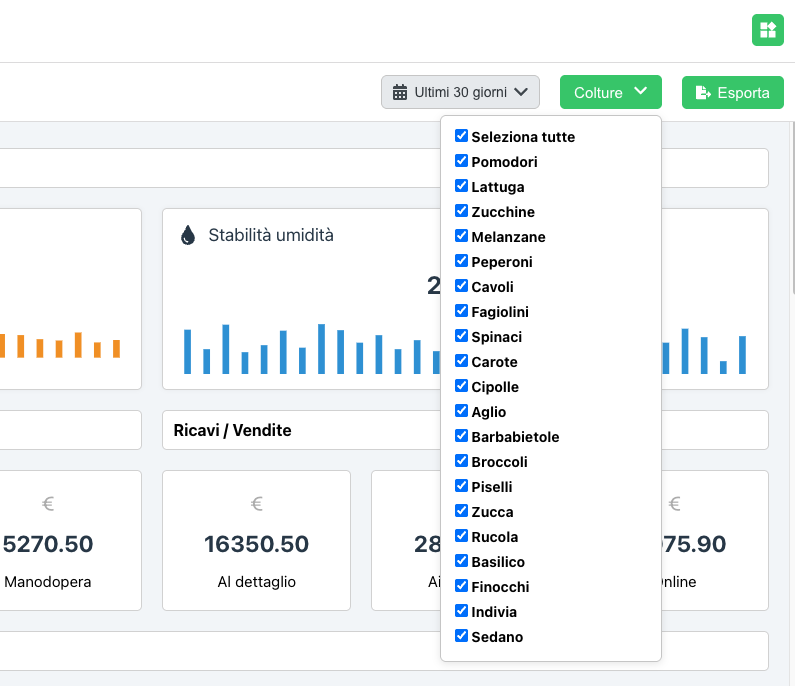 Ultimi 30 giorni
Colture
Esporta
Seleziona tutte
Pomodori
Lattuga
Zucchine
Melanzane
Peperoni
Cavoli
Fagiolini
Spinaci
Carote
Cipolle
Aglio
Barbabietole
Broccoli
Piselli
Zucca
Rucola
Basilico
Finocchi
Indivia
Sedano
Stabilità umidità
2
Ricavi / Vendite
€
5270.50
Manodopera
€
16350.50
Al dettaglio
28
Ai
€
75.90
nline